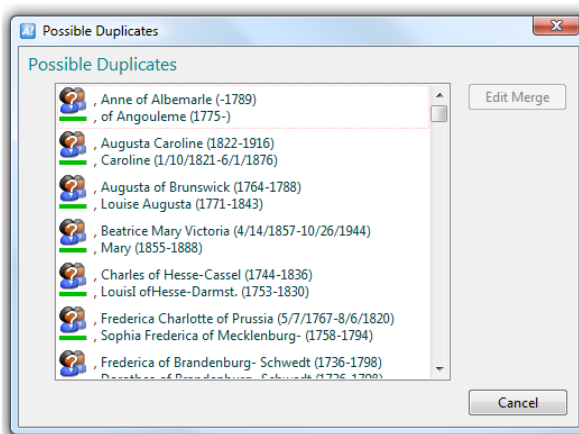 Possible Duplicates
Possible Duplicates
, Anne of Albemarle (-1789)
, of Angouleme (1775-)
Edit Merge
, Augusta Caroline (1822-1916)
, Caroline (1/10/1821-6/1/1876)
, Augusta of Brunswick (1764-1788)
, Louise Augusta (1771-1843)
, Beatrice Mary Victoria (4/14/1857-10/26/1944)
, Mary (1855-1888)
, Charles of Hesse-Cassel (1744-1836)
, LouisI ofHesse-Darmst. (1753-1830)
, Frederica Charlotte of Prussia (5/7/1767-8/6/1820)
, Sophia Frederica of Mecklenburg- (1758-1794)
, Frederica of Brandenburg- Schwedt (1736-1798)
Cancel